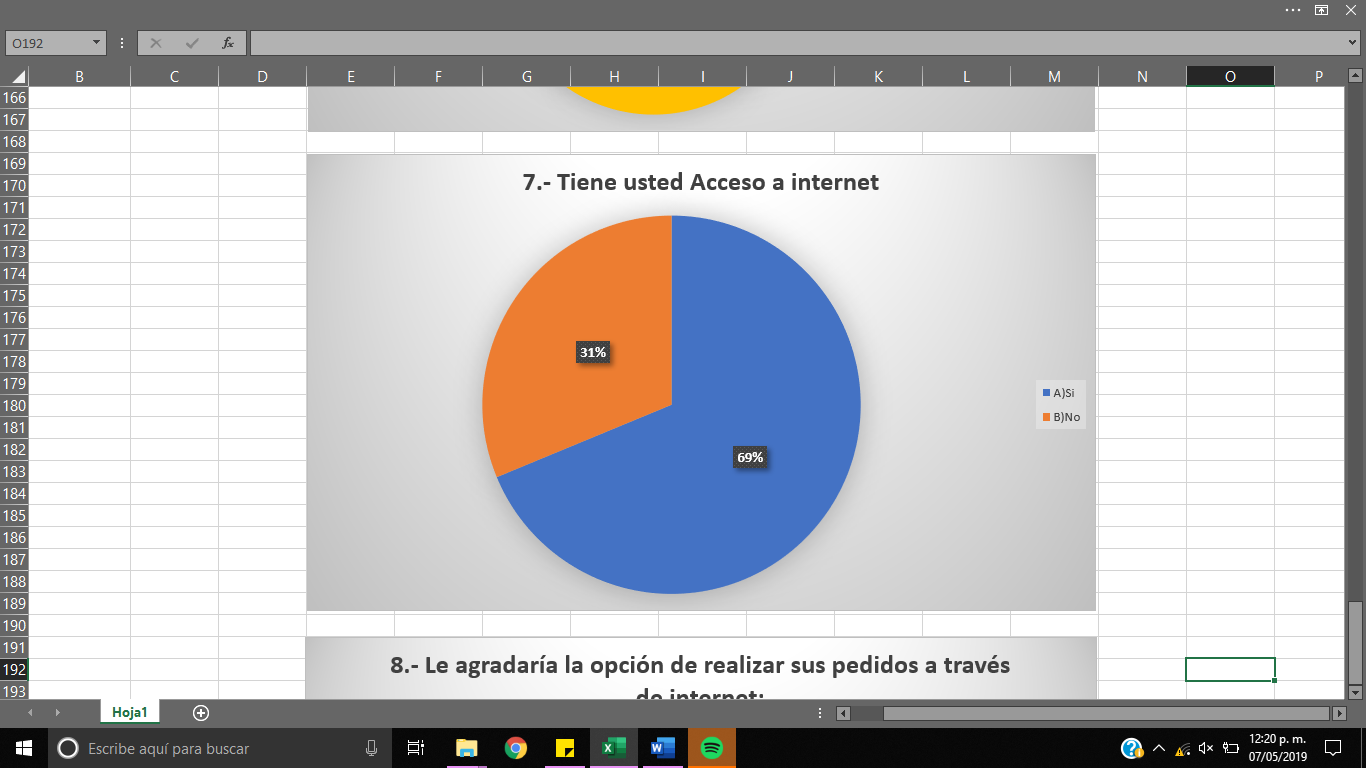 O192
fx
B C D E F G H I J K L M N O P
166
167
168
169
170
171
172
173
174
175
176
177
178
179
180
181
182
183
184
185
186
187
188
189
190
191
192
193
7.- Tiene usted Acceso a internet
31%
69%
A)Si
B)No
8.- Le agradaría la opción de realizar sus pedidos a través
de internet:
Hoja1
Escribe aquí para buscar
12:20 p. m.
07/05/2019